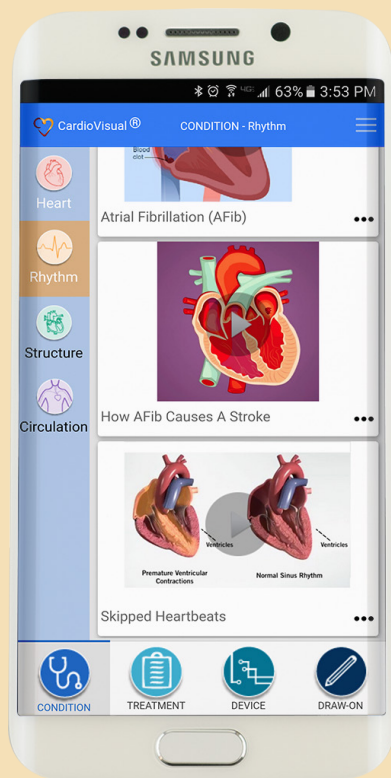 SAMSUNG
4G 63% 3:53 PM
CardioVisual ® CONDITION - Rhythm
Heart
Rhythm
Structure
Circulation
Blood
clot
Atrial Fibrillation (AFib)
How AFib Causes A Stroke
Ventricles
Ventricles
Premature Ventricular
Contractions
Normal Sinus Rhythm
Skipped Heartbeats
CONDITION
TREATMENT
DEVICE
DRAW-ON